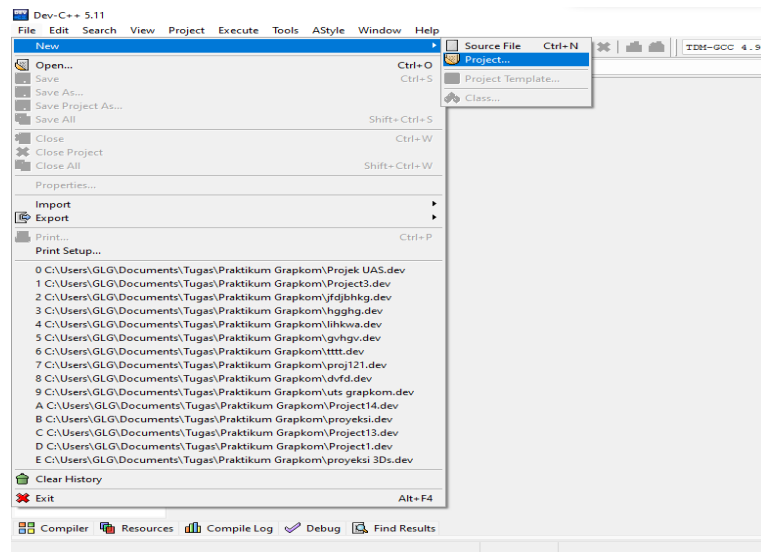 Dev-C++ 5.11
File Edit Search View Project Execute Tools AStyle Window Help
New
Source File Ctrl+N
TDM-GCC 4.9
Project...
Open... Ctrl+O
Save Ctrl+S
Project Template...
Save As...
Class...
Save Project As...
Save All Shift+Ctrl+S
Close Ctrl+W
Close Project
Close All Shift+Ctrl+W
Properties...
Import
Export
Print... Ctrl+P
Print Setup...
0 C:\Users\GLG\Documents\Tugas\Praktikum Grapkom\Projek UAS.dev
1 C:\Users\GLG\Documents\Tugas\Praktikum Grapkom\Project3.dev
2 C:\Users\GLG\Documents\Tugas\Praktikum Grapkom\jfdjbhkg.dev
3 C:\Users\GLG\Documents\Tugas\Praktikum Grapkom\hgghg.dev
4 C:\Users\GLG\Documents\Tugas\Praktikum Grapkom\lihkwa.dev
5 C:\Users\GLG\Documents\Tugas\Praktikum Grapkom\gvhgv.dev
6 C:\Users\GLG\Documents\Tugas\Praktikum Grapkom\tttt.dev
7 C:\Users\GLG\Documents\Tugas\Praktikum Grapkom\proj121.dev
8 C:\Users\GLG\Documents\Tugas\Praktikum Grapkom\dvfd.dev
9 C:\Users\GLG\Documents\Tugas\Praktikum Grapkom\uts grapkom.dev
A C:\Users\GLG\Documents\Tugas\Praktikum Grapkom\Project14.dev
B C:\Users\GLG\Documents\Tugas\Praktikum Grapkom\proyeksi.dev
C C:\Users\GLG\Documents\Tugas\Praktikum Grapkom\Project13.dev
D C:\Users\GLG\Documents\Tugas\Praktikum Grapkom\Project1.dev
E C:\Users\GLG\Documents\Tugas\Praktikum Grapkom\proyeksi 3Ds.dev
Clear History
Exit Alt+F4
Compiler Resources Compile Log Debug Find Results